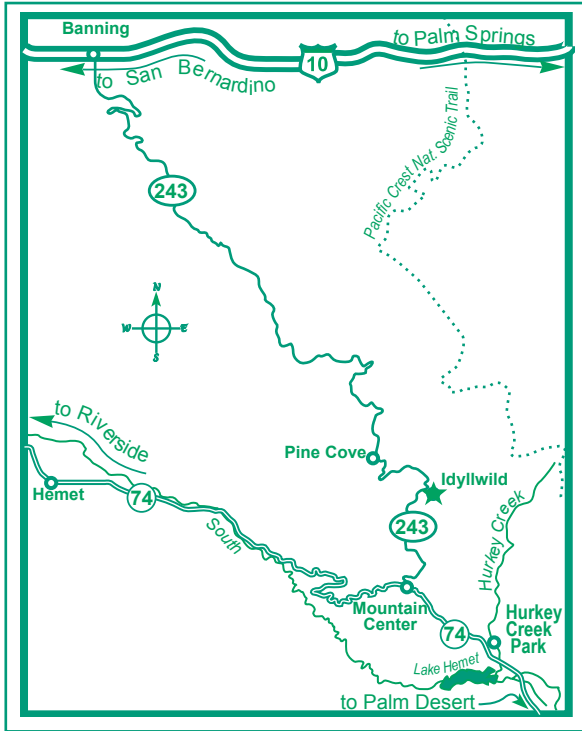 Banning
to Palm Springs
10
to San Bernardino
Pacific Crest Nat. Scenic Trail
243
N
W E
S
to Riverside
Pine Cove
Idyllwild
Hemet
74
South
243
Hurkey Creek
Mountain
Center
74
Hurkey
Creek
Park
Lake Hemet
to Palm Desert